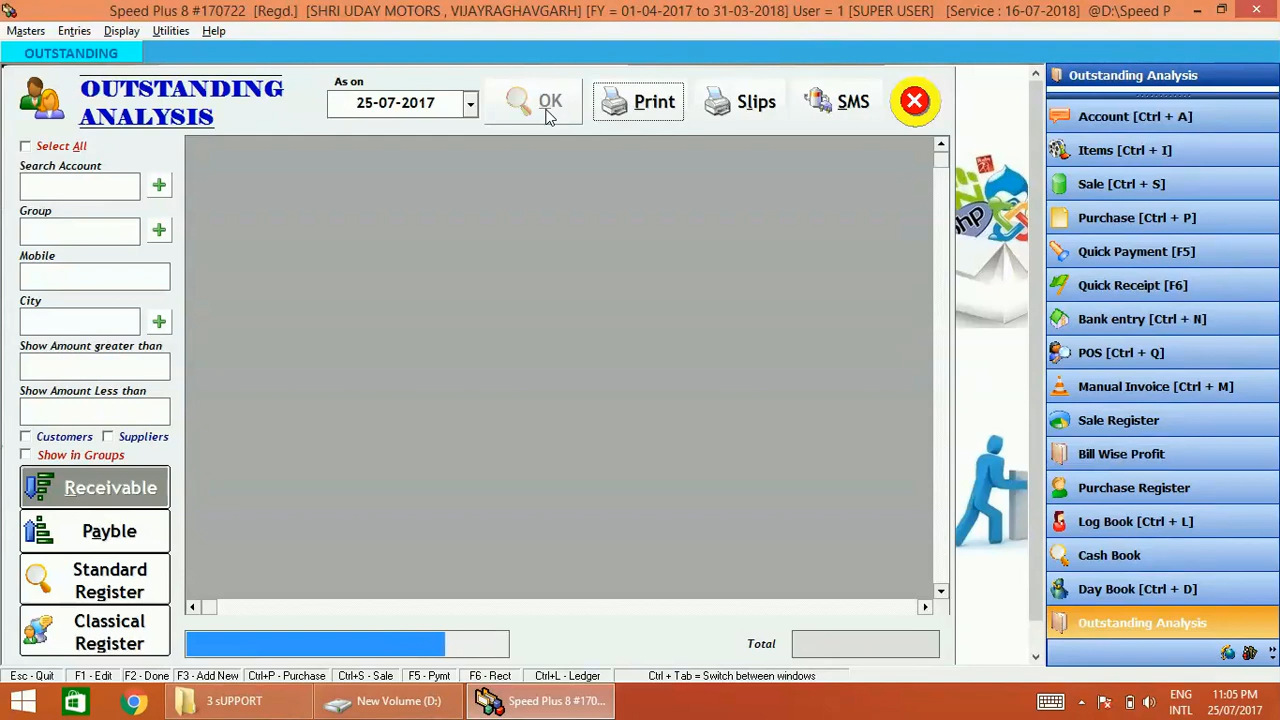 Speed Plus 8 #170722 [Regd.] [SHRI UDAY MOTORS , VIJAYRAGHAVGARH] [FY = 01-04-2017 to 31-03-2018] User = 1 [SUPER USER] [Service : 16-07-2018] @D:\Speed P
Masters Entries Display Utilities Help
OUTSTANDING
OUTSTANDING ANALYSIS
As on
25-07-2017
OK
Print
Slips
SMS
Select All
Search Account
Group
Mobile
City
Show Amount greater than
Show Amount Less than
Customers Suppliers
Show in Groups
Receivable
Payble
Standard Register
Classical Register
Total
php
Outstanding Analysis
Account [Ctrl + A]
Items [Ctrl + I]
Sale [Ctrl + S]
Purchase [Ctrl + P]
Quick Payment [F5]
Quick Receipt [F6]
Bank entry [Ctrl + N]
POS [Ctrl + Q]
Manual Invoice [Ctrl + M]
Sale Register
Bill Wise Profit
Purchase Register
Log Book [Ctrl + L]
Cash Book
Day Book [Ctrl + D]
Outstanding Analysis
Esc - Quit F1 - Edit F2 - Done F3 - Add New Ctrl+P - Purchase Ctrl+S - Sale F5 - Pymt F6 - Rect Ctrl+L - Ledger Ctrl + Tab = Switch between windows
3 sUPPORT
New Volume (D:)
Speed Plus 8 #170...
ENG
INTL
11:05 PM
25/07/2017